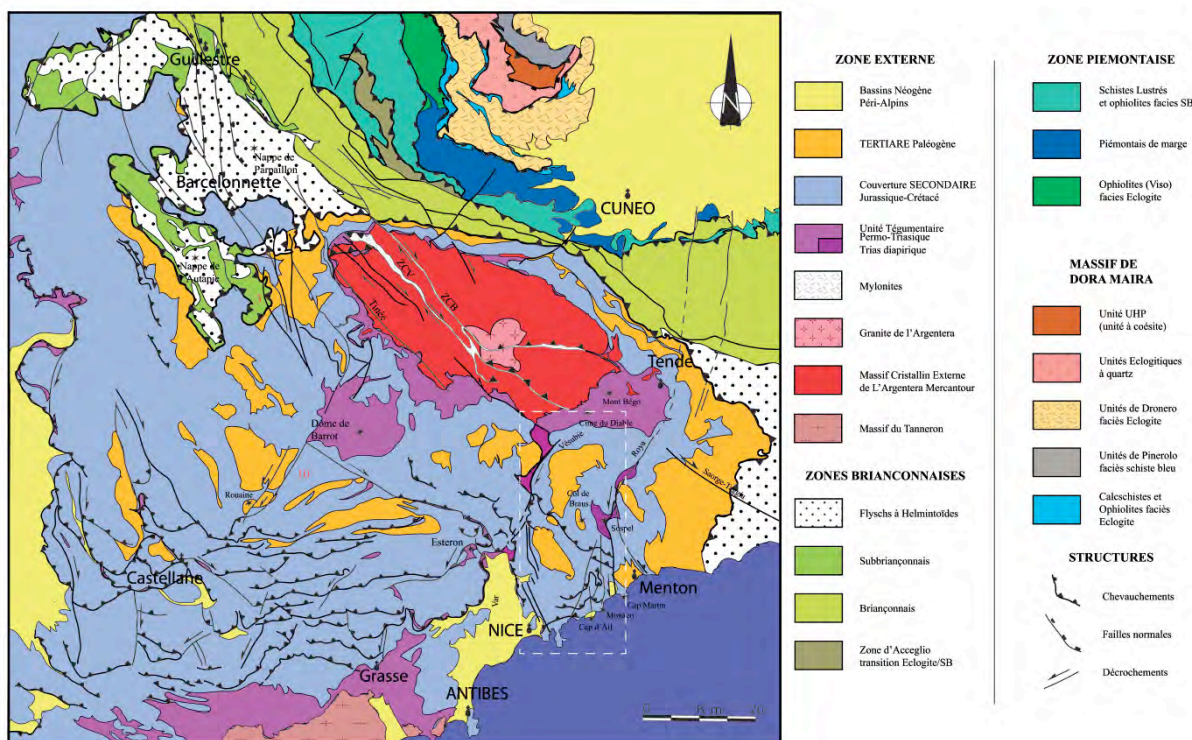 Guillestre
Nappe de
Parpaillon
Barcelonnette
CUNEO
Nappe de
Autapie
ZCV
ZCB
Tinée
Tende
Mont Bégo
Cime du Diable
Dôme de
Barrot
Vésubie
Roya
Saorge-Taggia
Rouaine
Col de
Braus
Sospel
Esteron
Castellane
Menton
Cap Martin
Monaco
Var
NICE
Cap d'Ail
Grasse
ANTIBES
N
ZONE EXTERNE
Bassins Néogène
Péri-Alpins
TERTIARE Paléogène
Couverture SECONDAIRE
Jurassique-Crétacé
Unité Tégumentaire
Permo-Triasique
Trias diapirique
Mylonites
Granite de l'Argentera
Massif Cristallin Externe
de L'Argentera Mercantour
Massif du Tanneron
ZONES BRIANCONNAISES
Flyschs à Helmintoïdes
Subbriançonnais
Briançonnais
Zone d'Acceglio
transition Eclogite/SB
ZONE PIEMONTAISE
Schistes Lustrés
et ophiolites facies SB
Piémontais de marge
Ophiolites (Viso)
facies Eclogite
MASSIF DE
DORA MAIRA
Unité UHP
(unité à coésite)
Unités Eclogitiques
à quartz
Unités de Dronero
faciès Eclogite
Unités de Pinerolo
faciès schiste bleu
Calcschistes et
Ophiolites faciès
Eclogite
STRUCTURES
Chevauchements
Failles normales
Décrochements